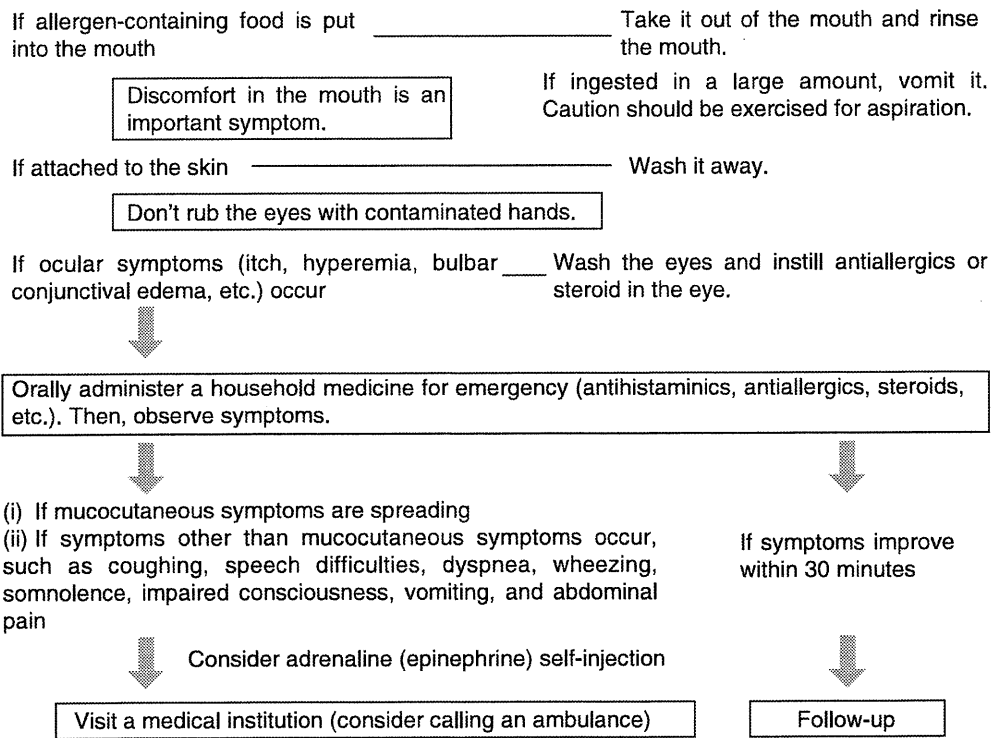 If allergen-containing food is put
into the mouth
Take it out of the mouth and rinse
the mouth.
Discomfort in the mouth is an
important symptom.
If ingested in a large amount, vomit it.
Caution should be exercised for aspiration.
If attached to the skin
Wash it away.
Don't rub the eyes with contaminated hands.
If ocular symptoms (itch, hyperemia, bulbar
conjunctival edema, etc.) occur
Wash the eyes and instill antiallergics or
steroid in the eye.
Orally administer a household medicine for emergency (antihistaminics, antiallergics, steroids,
etc.). Then, observe symptoms.
(i) If mucocutaneous symptoms are spreading
(ii) If symptoms other than mucocutaneous symptoms occur,
such as coughing, speech difficulties, dyspnea, wheezing,
somnolence, impaired consciousness, vomiting, and abdominal
pain
If symptoms improve
within 30 minutes
Consider adrenaline (epinephrine) self-injection
Visit a medical institution (consider calling an ambulance)
Follow-up